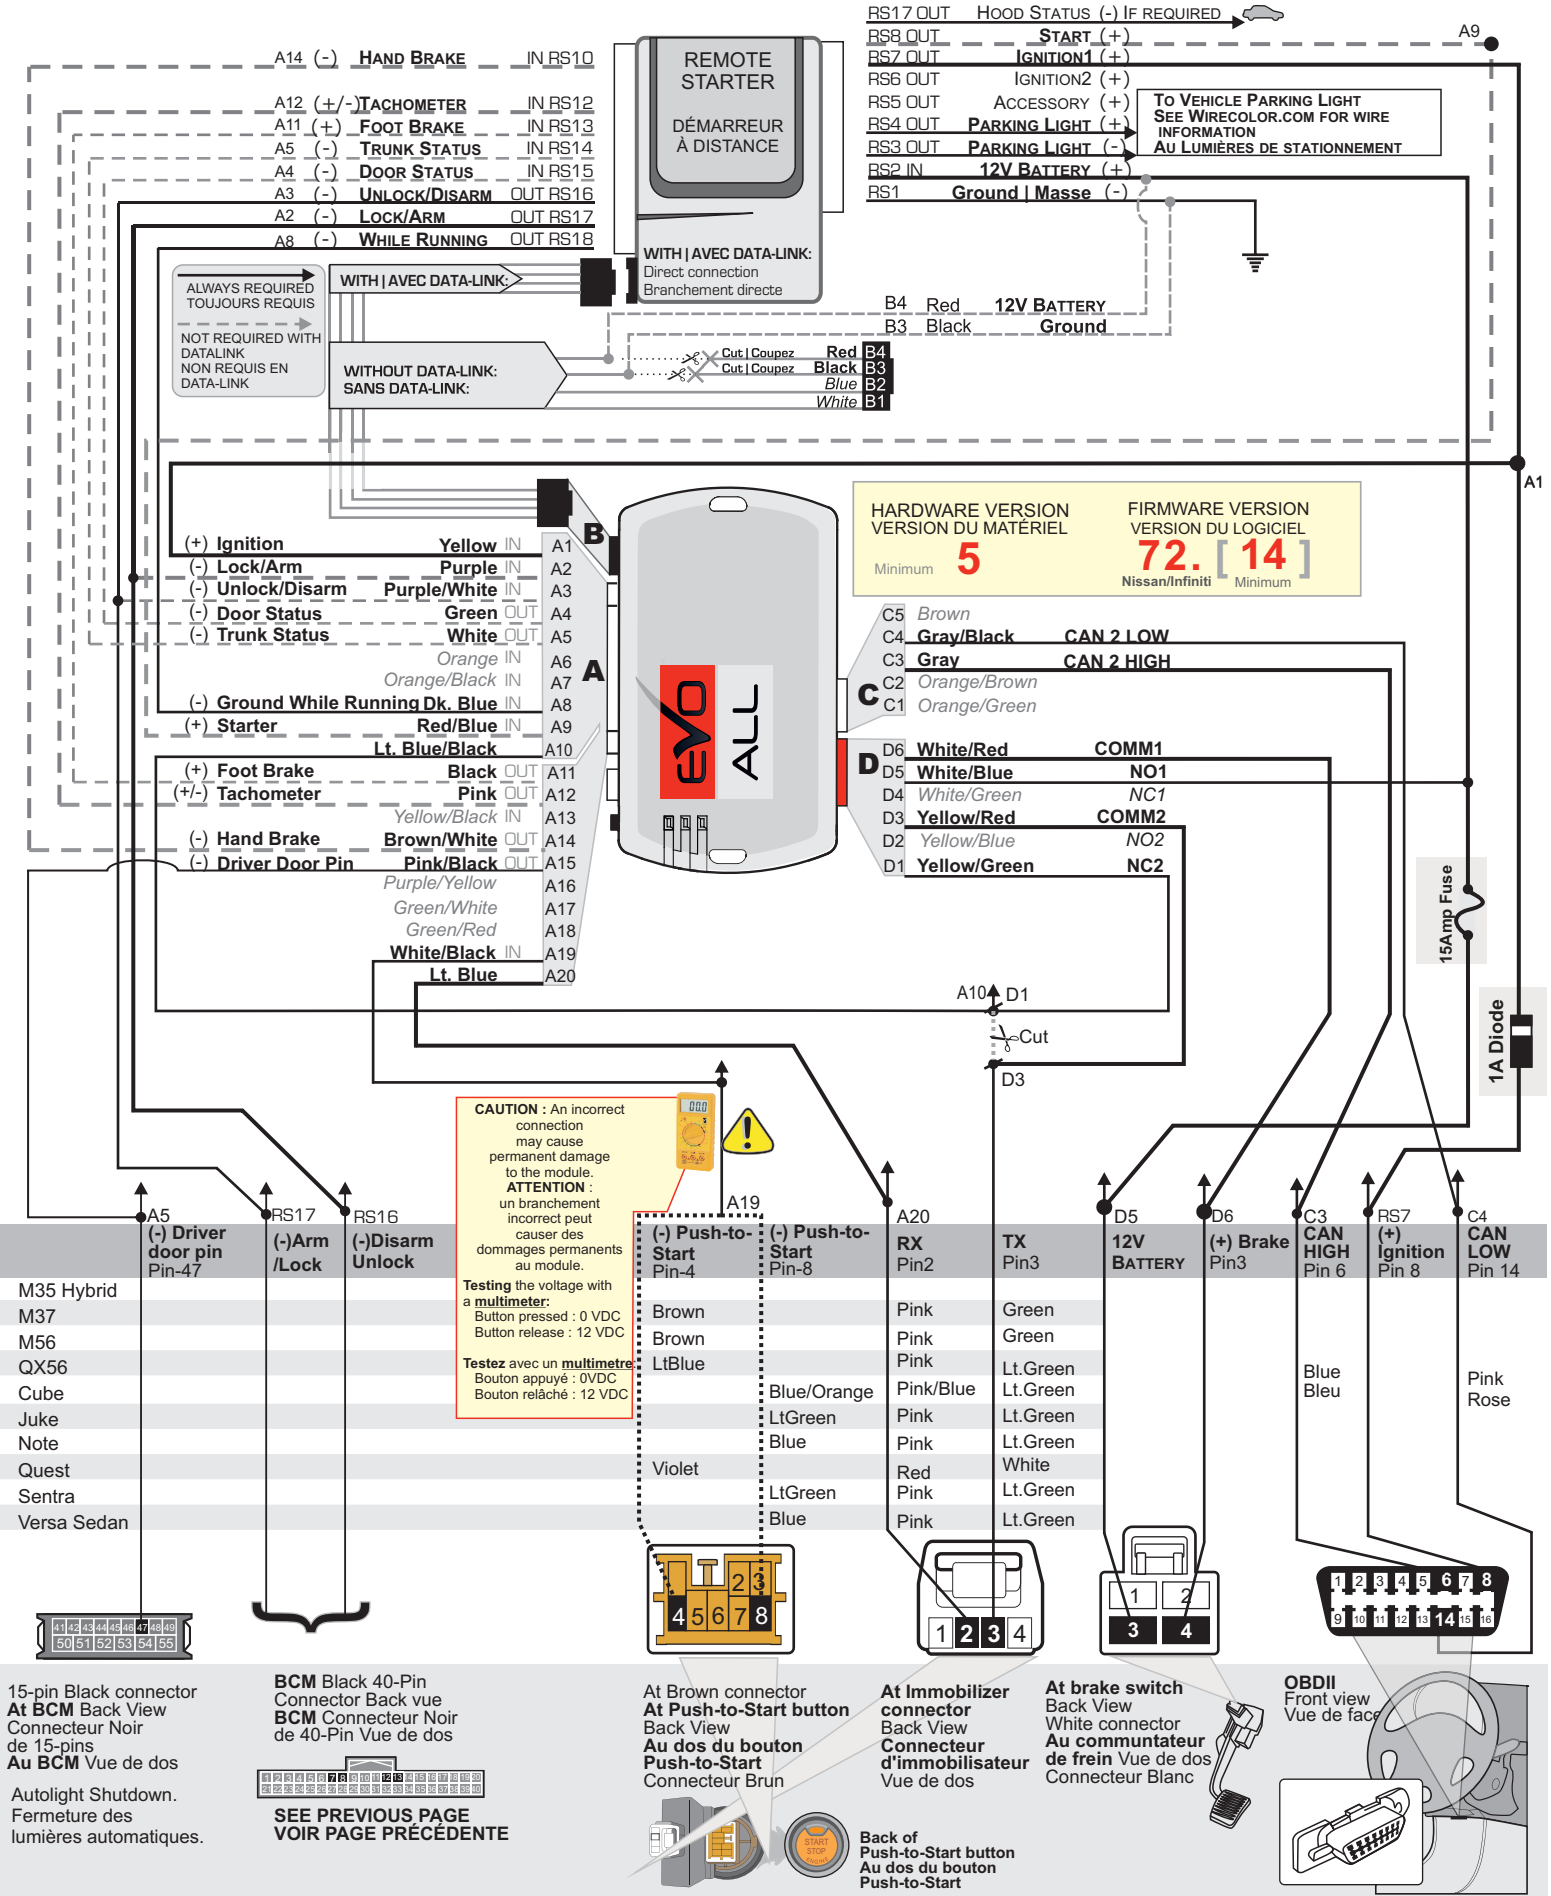 RS17 OUT HOOD STATUS (-) IF REQUIRED
RS8 OUT START (+)
A9
RS7 OUT IGNITION1 (+)
RS6 OUT IGNITION2 (+)
RS5 OUT ACCESSORY (+)
RS4 OUT PARKING LIGHT (+)
RS3 OUT PARKING LIGHT (-)
RS2 IN 12V BATTERY (+)
RS1 Ground | Masse (-)
TO VEHICLE PARKING LIGHT
SEE WIRECOLOR.COM FOR WIRE
INFORMATION
AU LUMIÈRES DE STATIONNEMENT
A14 (-) HAND BRAKE IN RS10
A12 (+/-) TACHOMETER IN RS12
A11 (+) FOOT BRAKE IN RS13
A5 (-) TRUNK STATUS IN RS14
A4 (-) DOOR STATUS IN RS15
A3 (-) UNLOCK/DISARM OUT RS16
A2 (-) LOCK/ARM OUT RS17
A8 (-) WHILE RUNNING OUT RS18
REMOTE
STARTER
DÉMARREUR
À DISTANCE
WITH | AVEC DATA-LINK:
Direct connection
Branchement directe
ALWAYS REQUIRED
TOUJOURS REQUIS
NOT REQUIRED WITH
DATALINK
NON REQUIS EN
DATA-LINK
WITH | AVEC DATA-LINK:
WITHOUT DATA-LINK:
SANS DATA-LINK:
B4 Red 12V BATTERY
B3 Black Ground
Cut | Coupez Red B4
Cut | Coupez Black B3
Blue B2
White B1
A1
HARDWARE VERSION
VERSION DU MATÉRIEL
Minimum 5
FIRMWARE VERSION
VERSION DU LOGICIEL
72. [ 14 ]
Nissan/Infiniti Minimum
B
A
C
D
EVO
ALL
(+) Ignition Yellow IN A1
(-) Lock/Arm Purple IN A2
(-) Unlock/Disarm Purple/White IN A3
(-) Door Status Green OUT A4
(-) Trunk Status White OUT A5
Orange IN A6
Orange/Black IN A7
(-) Ground While Running Dk. Blue IN A8
(+) Starter Red/Blue IN A9
Lt. Blue/Black A10
(+) Foot Brake Black OUT A11
(+/-) Tachometer Pink OUT A12
Yellow/Black IN A13
(-) Hand Brake Brown/White OUT A14
(-) Driver Door Pin Pink/Black OUT A15
Purple/Yellow A16
Green/White A17
Green/Red A18
White/Black IN A19
Lt. Blue A20
C5 Brown
C4 Gray/Black CAN 2 LOW
C3 Gray CAN 2 HIGH
C2 Orange/Brown
C1 Orange/Green
D6 White/Red COMM1
D5 White/Blue NO1
D4 White/Green NC1
D3 Yellow/Red COMM2
D2 Yellow/Blue NO2
D1 Yellow/Green NC2
15Amp Fuse
1A Diode
A10 D1
Cut
D3
CAUTION : An incorrect
connection
may cause
permanent damage
to the module.
ATTENTION :
un branchement
incorrect peut
causer des
dommages permanents
au module.
Testing the voltage with
a multimeter:
Button pressed : 0 VDC
Button release : 12 VDC
Testez avec un multimetre:
Bouton appuyé : 0VDC
Bouton relâché : 12 VDC
00.0
A5 RS17 RS16 A19 A20 D5 D6 C3 RS7 C4
(-) Driver
door pin
Pin-47
(-)Arm
/Lock
(-)Disarm
Unlock
(-) Push-to-
Start
Pin-4
(-) Push-to-
Start
Pin-8
RX
Pin2
TX
Pin3
12V
BATTERY
(+) Brake
Pin3
CAN
HIGH
Pin 6
(+)
Ignition
Pin 8
CAN
LOW
Pin 14
M35 Hybrid
M37 Brown Pink Green
M56 Brown Pink Green
QX56 LtBlue Pink Lt.Green
Cube Blue/Orange Pink/Blue Lt.Green
Juke LtGreen Pink Lt.Green
Note Blue Pink Lt.Green
Quest Violet Red White
Sentra LtGreen Pink Lt.Green
Versa Sedan Blue Pink Lt.Green
Blue
Bleu
Pink
Rose
41 42 43 44 45 46 47 48 49
50 51 52 53 54 55
2 3
4 5 6 7 8
1 2 3 4
1 2
3 4
1 2 3 4 5 6 7 8
9 10 11 12 13 14 15 16
15-pin Black connector
At BCM Back View
Connecteur Noir
de 15-pins
Au BCM Vue de dos
Autolight Shutdown.
Fermeture des
lumières automatiques.
BCM Black 40-Pin
Connector Back vue
BCM Connecteur Noir
de 40-Pin Vue de dos
SEE PREVIOUS PAGE
VOIR PAGE PRÉCÉDENTE
At Brown connector
At Push-to-Start button
Back View
Au dos du bouton
Push-to-Start
Connecteur Brun
START
STOP
ENGINE
Back of
Push-to-Start button
Au dos du bouton
Push-to-Start
At Immobilizer
connector
Back View
Connecteur
d'immobilisateur
Vue de dos
At brake switch
Back View
White connector
Au communtateur
de frein Vue de dos
Connecteur Blanc
OBDII
Front view
Vue de face